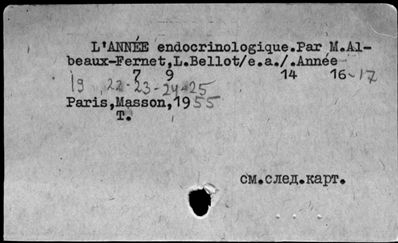 L'ANNÉE endocrinologique.Par M.Al-
beaux-Fernet,L.Bellot/e.a./.Année
7 9 14 16-17
19 22-23-24-25
Paris,Masson,1955
T.
см.след.карт.